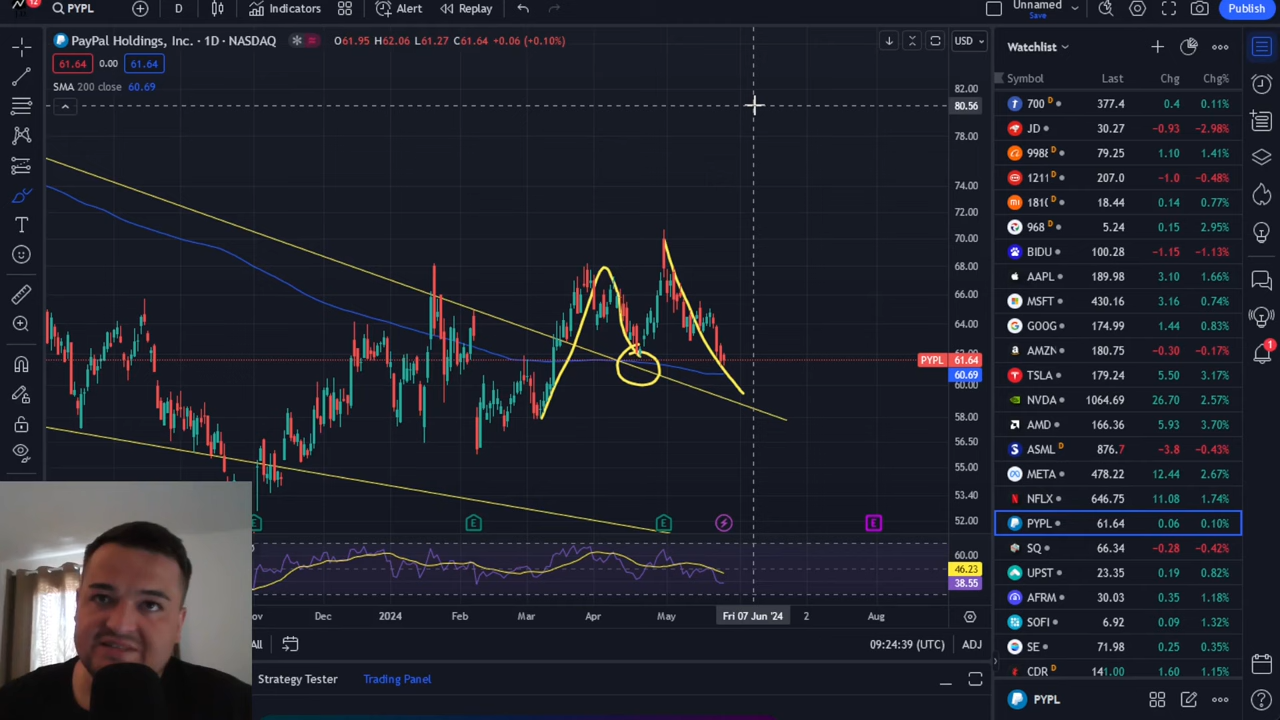 12
PYPL D Indicators Alert Replay Unnamed Save Publish
PayPal Holdings, Inc. · 1D · NASDAQ O61.95 H62.06 L61.27 C61.64 +0.06 (+0.10%) USD
61.64 0.00 61.64
SMA 200 close 60.69
82.00
80.56
78.00
74.00
72.00
70.00
68.00
66.00
64.00
62.00
PYPL 61.64
60.69
60.00
58.00
56.50
55.00
53.40
52.00
E E E E
60.00
46.23
38.55
Nov Dec 2024 Feb Mar Apr May Fri 07 Jun '24 2 Aug
All 09:24:39 (UTC) ADJ
Strategy Tester Trading Panel
Watchlist
Symbol Last Chg Chg%
700 D 377.4 0.4 0.11%
JD 30.27 -0.93 -2.98%
998 D 79.25 1.10 1.41%
1211 D 207.0 -1.0 -0.48%
1810 D 18.44 0.14 0.77%
968 5.24 0.15 2.95%
BIDU 100.28 -1.15 -1.13%
AAPL 189.98 3.10 1.66%
MSFT 430.16 3.16 0.74%
GOOG 174.99 1.44 0.83%
AMZN 180.75 -0.30 -0.17%
TSLA 179.24 5.50 3.17%
NVDA 1064.69 26.70 2.57%
AMD 166.36 5.93 3.70%
ASML D 876.7 -3.8 -0.43%
META 478.22 12.44 2.67%
NFLX 646.75 11.08 1.74%
PYPL 61.64 0.06 0.10%
SQ 66.34 -0.28 -0.42%
UPST 23.35 0.19 0.82%
AFRM 30.03 0.35 1.18%
SOFI 6.92 0.09 1.32%
SE 71.98 0.25 0.35%
CDR D 141.00 1.60 1.15%
PYPL
1